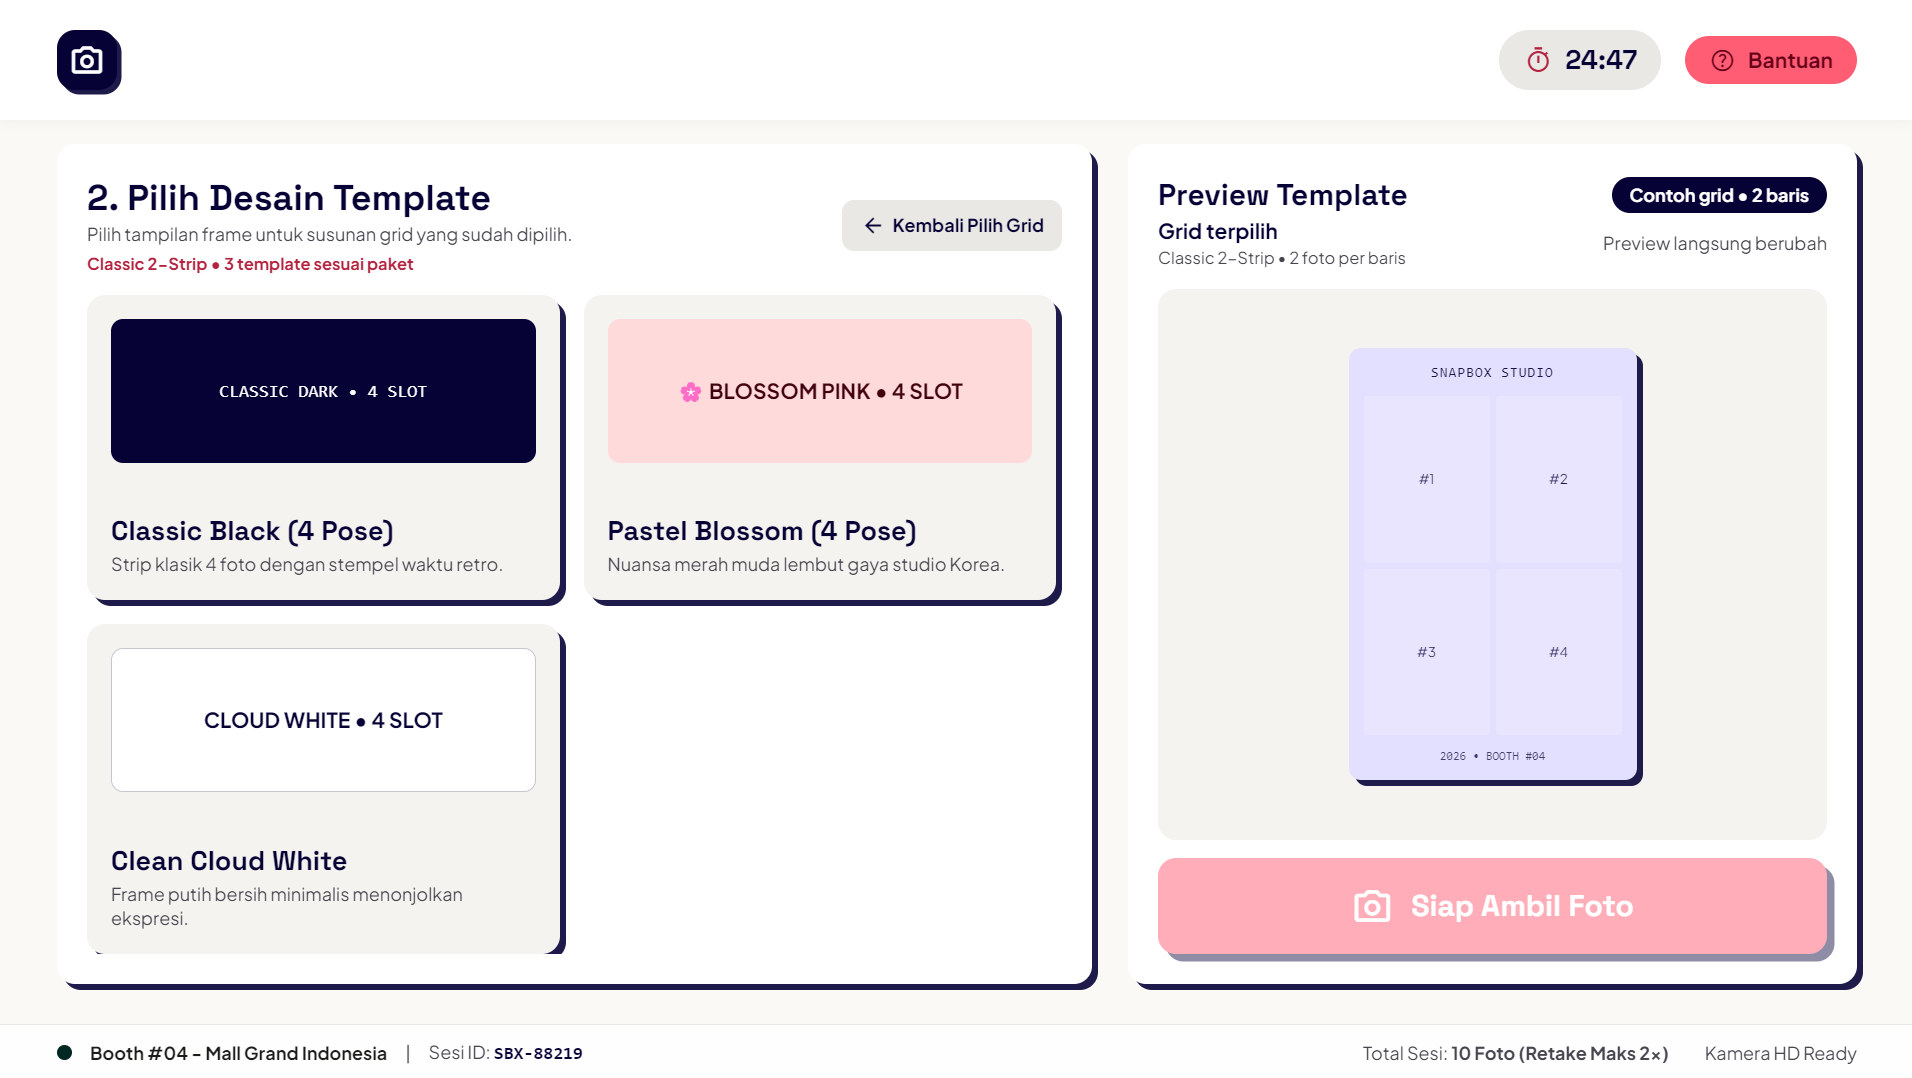 24:47
Bantuan
2. Pilih Desain Template
Pilih tampilan frame untuk susunan grid yang sudah dipilih.
Classic 2-Strip • 3 template sesuai paket
Kembali Pilih Grid
CLASSIC DARK • 4 SLOT
Classic Black (4 Pose)
Strip klasik 4 foto dengan stempel waktu retro.
🌸 BLOSSOM PINK • 4 SLOT
Pastel Blossom (4 Pose)
Nuansa merah muda lembut gaya studio Korea.
CLOUD WHITE • 4 SLOT
Clean Cloud White
Frame putih bersih minimalis menonjolkan
ekspresi.
Preview Template
Grid terpilih
Classic 2-Strip • 2 foto per baris
Contoh grid • 2 baris
Preview langsung berubah
SNAPBOX STUDIO
#1
#2
#3
#4
2026 • BOOTH #04
Siap Ambil Foto
Booth #04 - Mall Grand Indonesia | Sesi ID: SBX-88219
Total Sesi: 10 Foto (Retake Maks 2×)
Kamera HD Ready